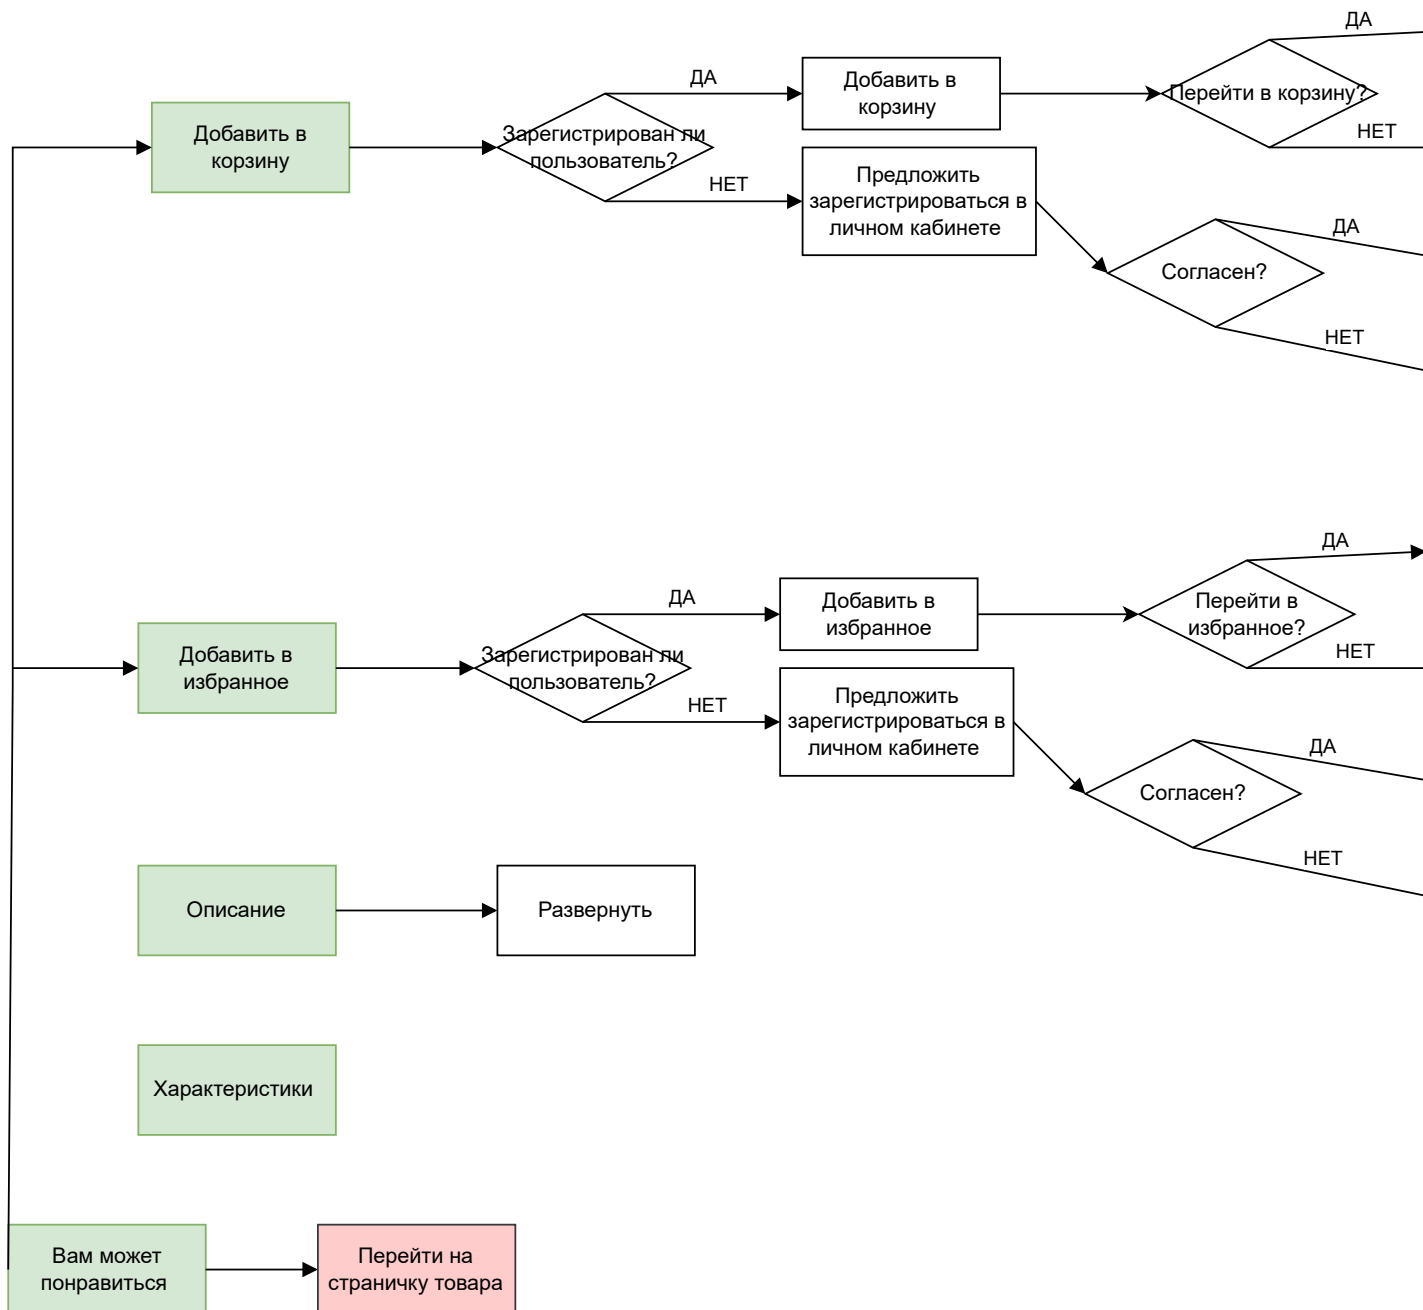 ДА
Добавить в
корзину
Перейти в корзину?
НЕТ
ДА
Добавить в
корзину
Зарегистрирован ли
пользователь?
НЕТ
Предложить
зарегистрироваться в
личном кабинете
Согласен?
ДА
НЕТ
ДА
Добавить в
избранное
Перейти в
избранное?
НЕТ
ДА
Добавить в
избранное
Зарегистрирован ли
пользователь?
НЕТ
Предложить
зарегистрироваться в
личном кабинете
Согласен?
ДА
НЕТ
Описание
Развернуть
Характеристики
Вам может
понравиться
Перейти на
страничку товара